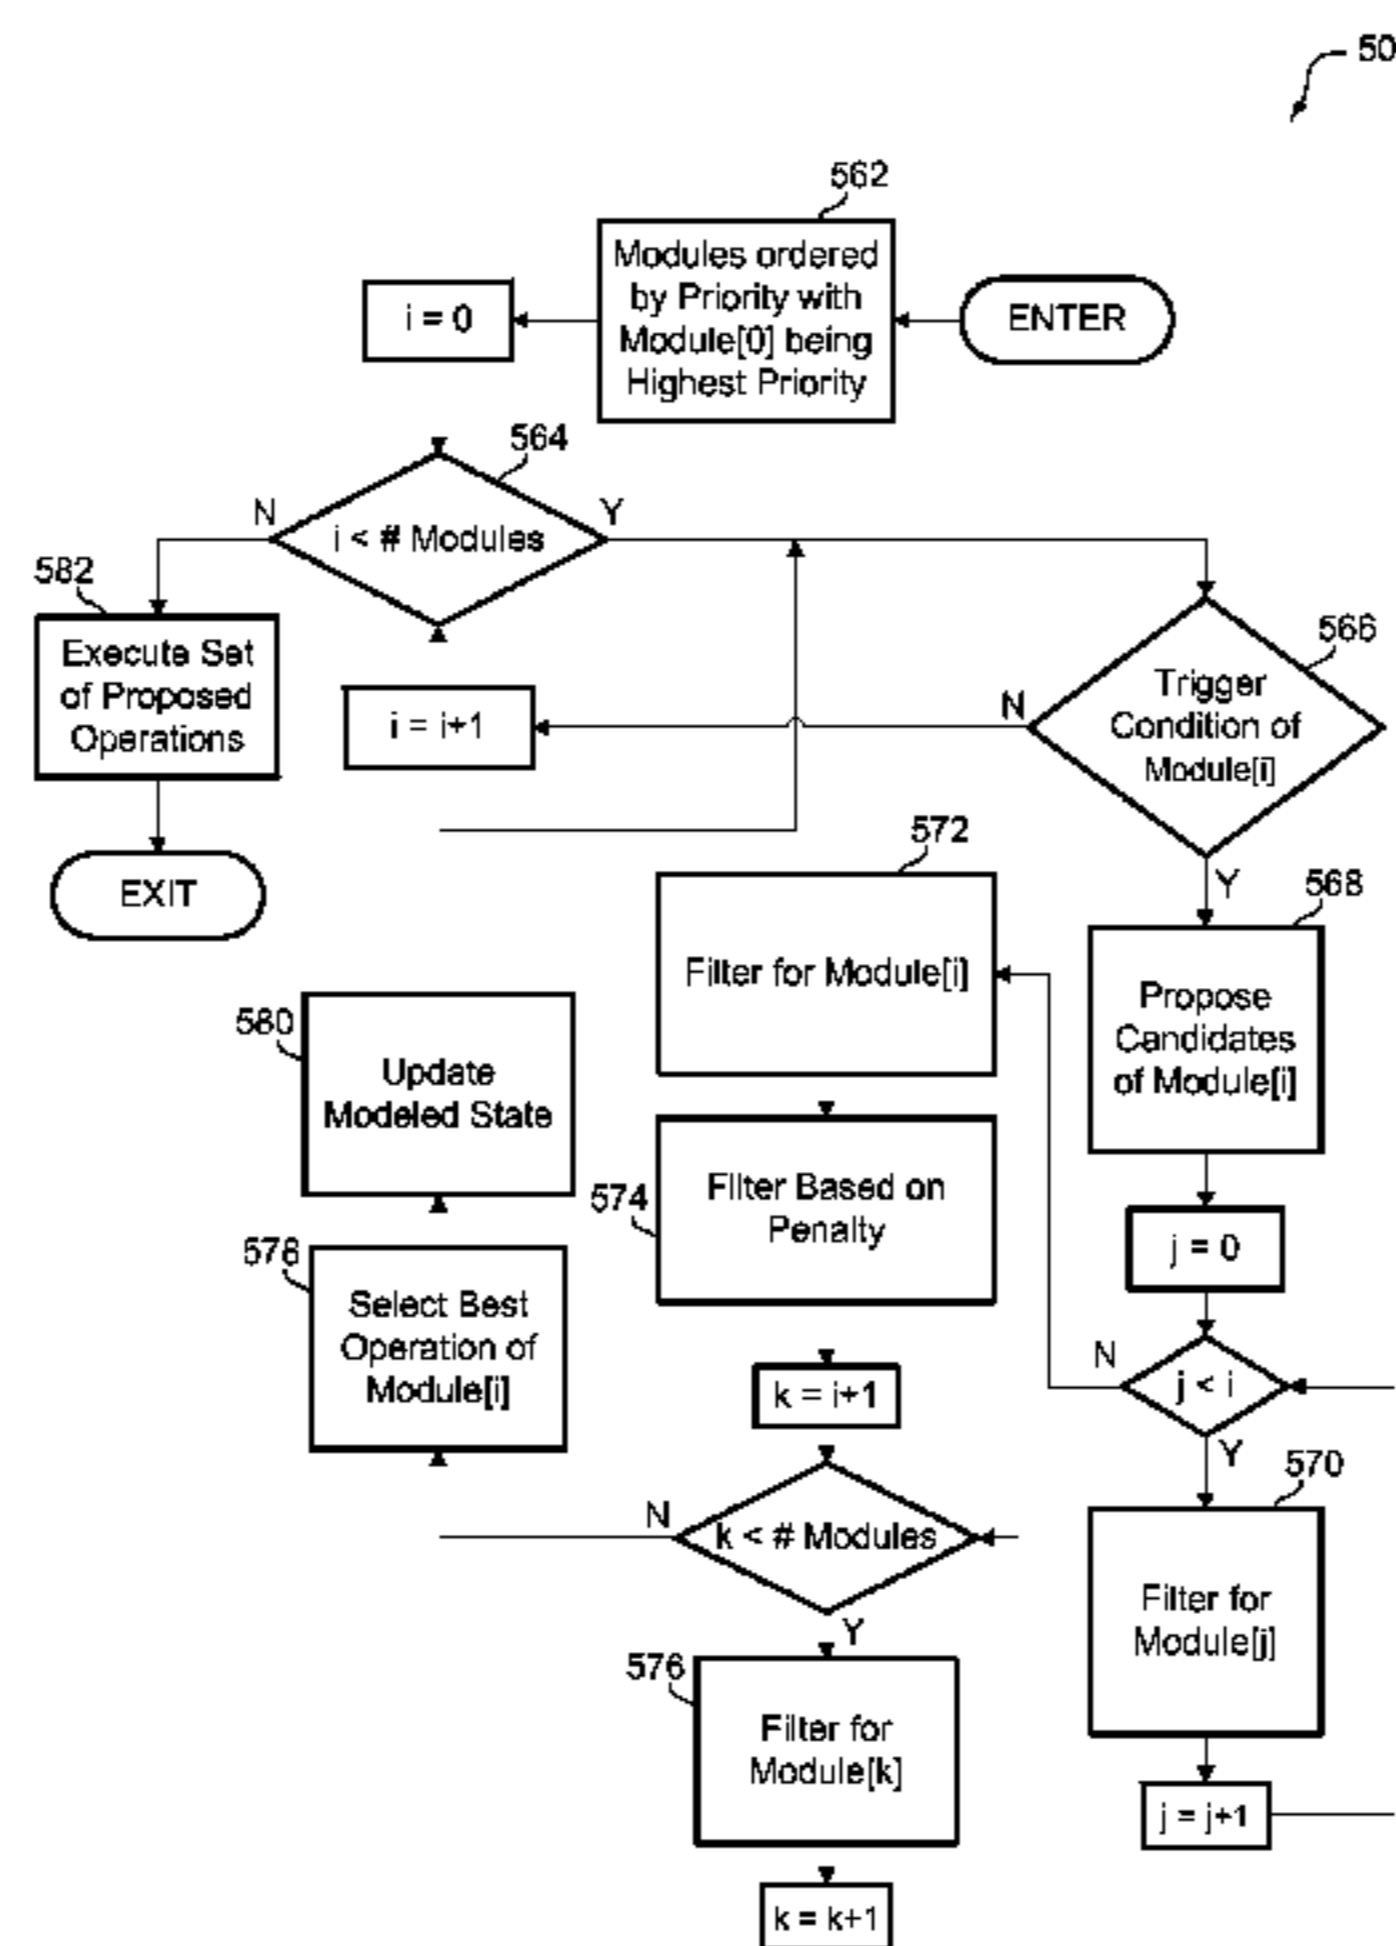 50
562
Modules ordered
by Priority with
Module[0] being
Highest Priority
ENTER
i = 0
564
N
Y
i < # Modules
582
Execute Set
of Proposed
Operations
EXIT
i = i+1
566
N
Trigger
Condition of
Module[i]
Y
568
Propose
Candidates
of Module[i]
j = 0
N
j < i
Y
570
Filter for
Module[j]
j = j+1
572
Filter for Module[i]
574
Filter Based on
Penalty
k = i+1
N
k < # Modules
Y
576
Filter for
Module[k]
k = k+1
578
Select Best
Operation of
Module[i]
580
Update
Modeled State